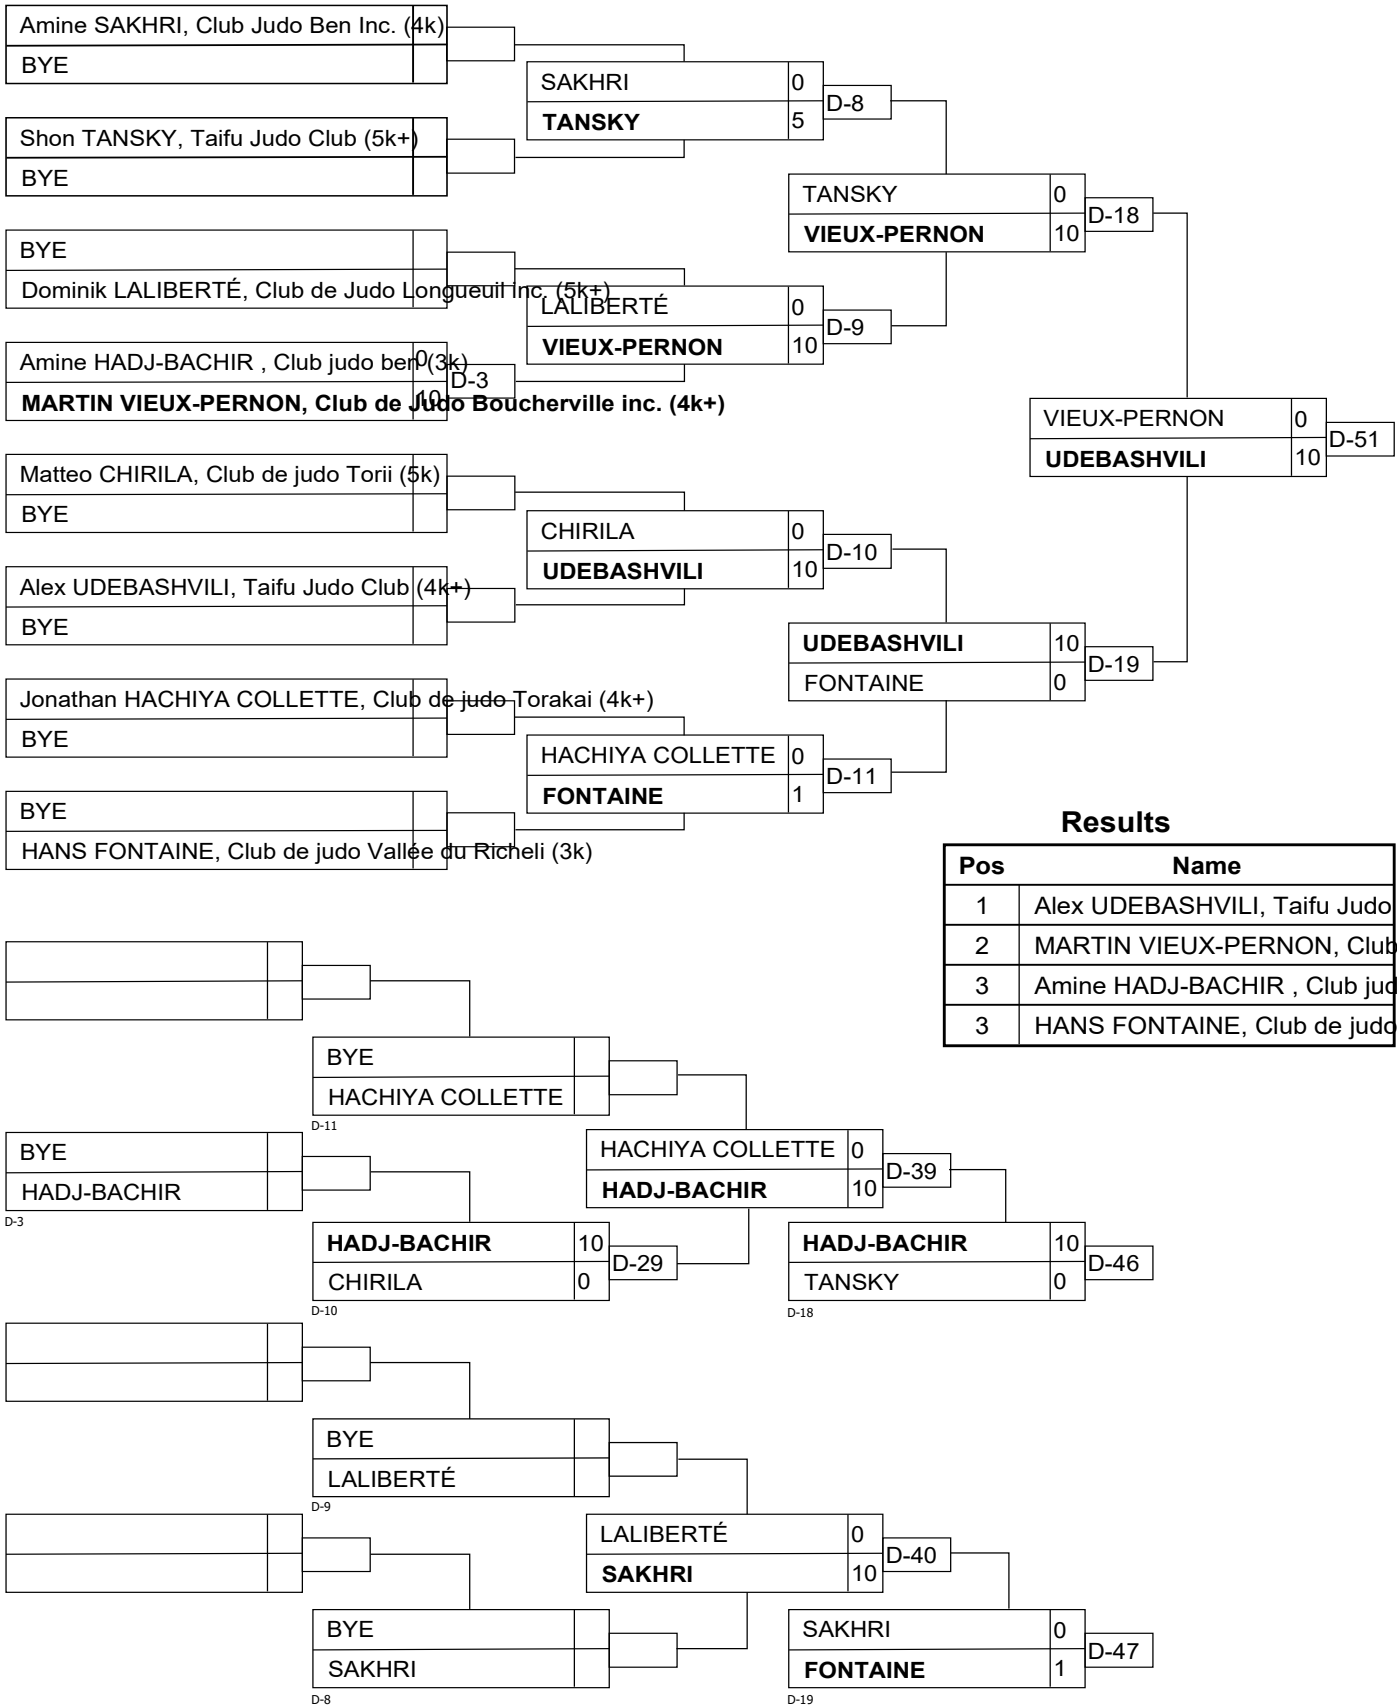 Amine SAKHRI, Club Judo Ben Inc. (4k)
BYE
Shon TANSKY, Taifu Judo Club (5k+)
BYE
BYE
Dominik LALIBERTÉ, Club de Judo Longueuil inc. (5k+)
Amine HADJ-BACHIR , Club judo ben (3k) 0
MARTIN VIEUX-PERNON, Club de Judo Boucherville inc. (4k+) 10
D-3
Matteo CHIRILA, Club de judo Torii (5k)
BYE
Alex UDEBASHVILI, Taifu Judo Club (4k+)
BYE
Jonathan HACHIYA COLLETTE, Club de judo Torakai (4k+)
BYE
BYE
HANS FONTAINE, Club de judo Vallée du Richeli (3k)
SAKHRI 0
TANSKY 5
D-8
LALIBERTÉ 0
VIEUX-PERNON 10
D-9
CHIRILA 0
UDEBASHVILI 10
D-10
HACHIYA COLLETTE 0
FONTAINE 1
D-11
TANSKY 0
VIEUX-PERNON 10
D-18
UDEBASHVILI 10
FONTAINE 0
D-19
VIEUX-PERNON 0
UDEBASHVILI 10
D-51
Results
Pos Name
1 Alex UDEBASHVILI, Taifu Judo
2 MARTIN VIEUX-PERNON, Club
3 Amine HADJ-BACHIR , Club jud
3 HANS FONTAINE, Club de judo
BYE
HACHIYA COLLETTE
D-11
BYE
HADJ-BACHIR
D-3
HADJ-BACHIR 10
CHIRILA 0
D-29
D-10
HACHIYA COLLETTE 0
HADJ-BACHIR 10
D-39
HADJ-BACHIR 10
TANSKY 0
D-46
D-18
BYE
LALIBERTÉ
D-9
BYE
SAKHRI
D-8
LALIBERTÉ 0
SAKHRI 10
D-40
SAKHRI 0
FONTAINE 1
D-47
D-19